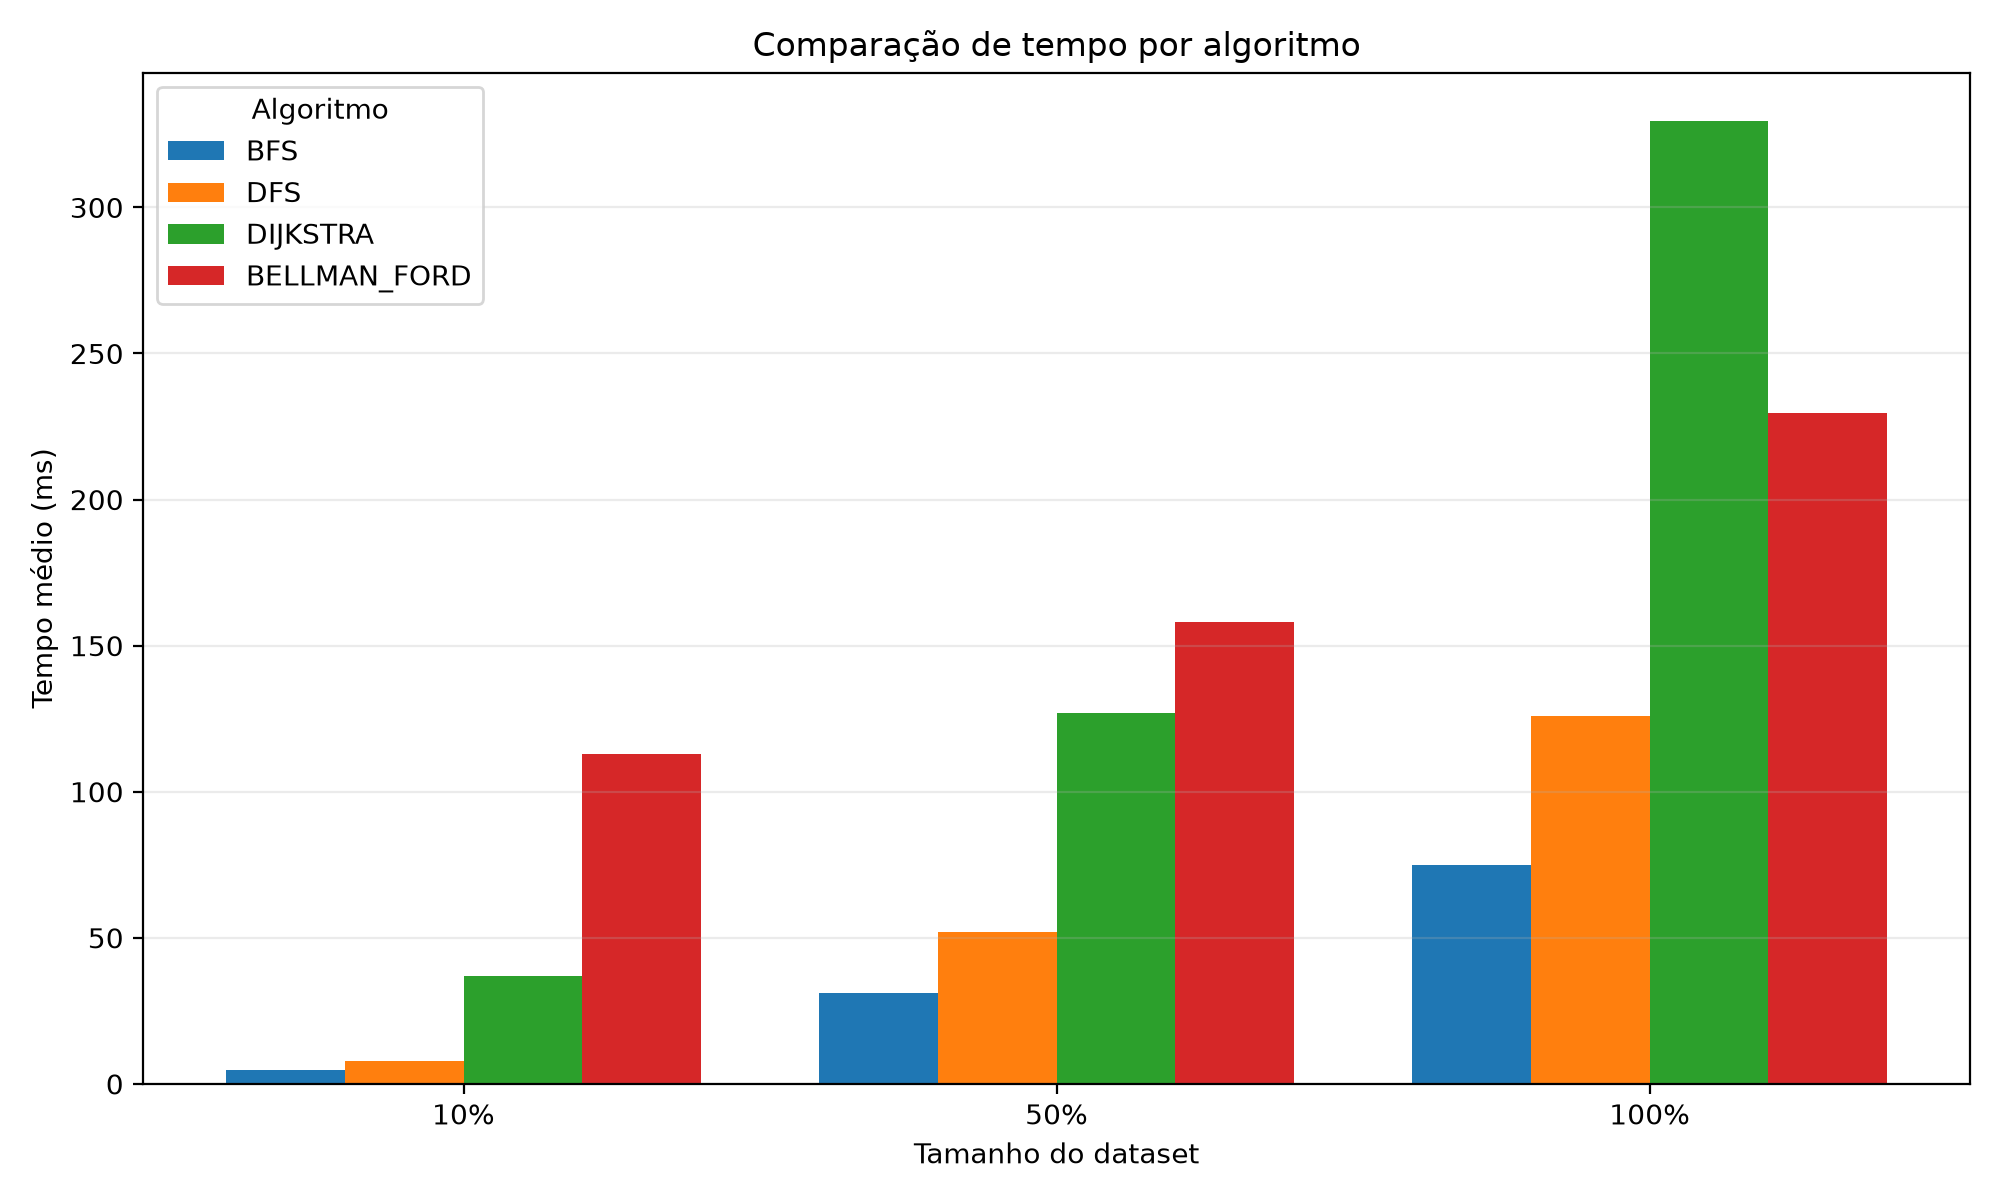 Comparação de tempo por algoritmo
Algoritmo
BFS
DFS
DIJKSTRA
BELLMAN_FORD
Tempo médio (ms)
300
250
200
150
100
50
0
10%
50%
100%
Tamanho do dataset